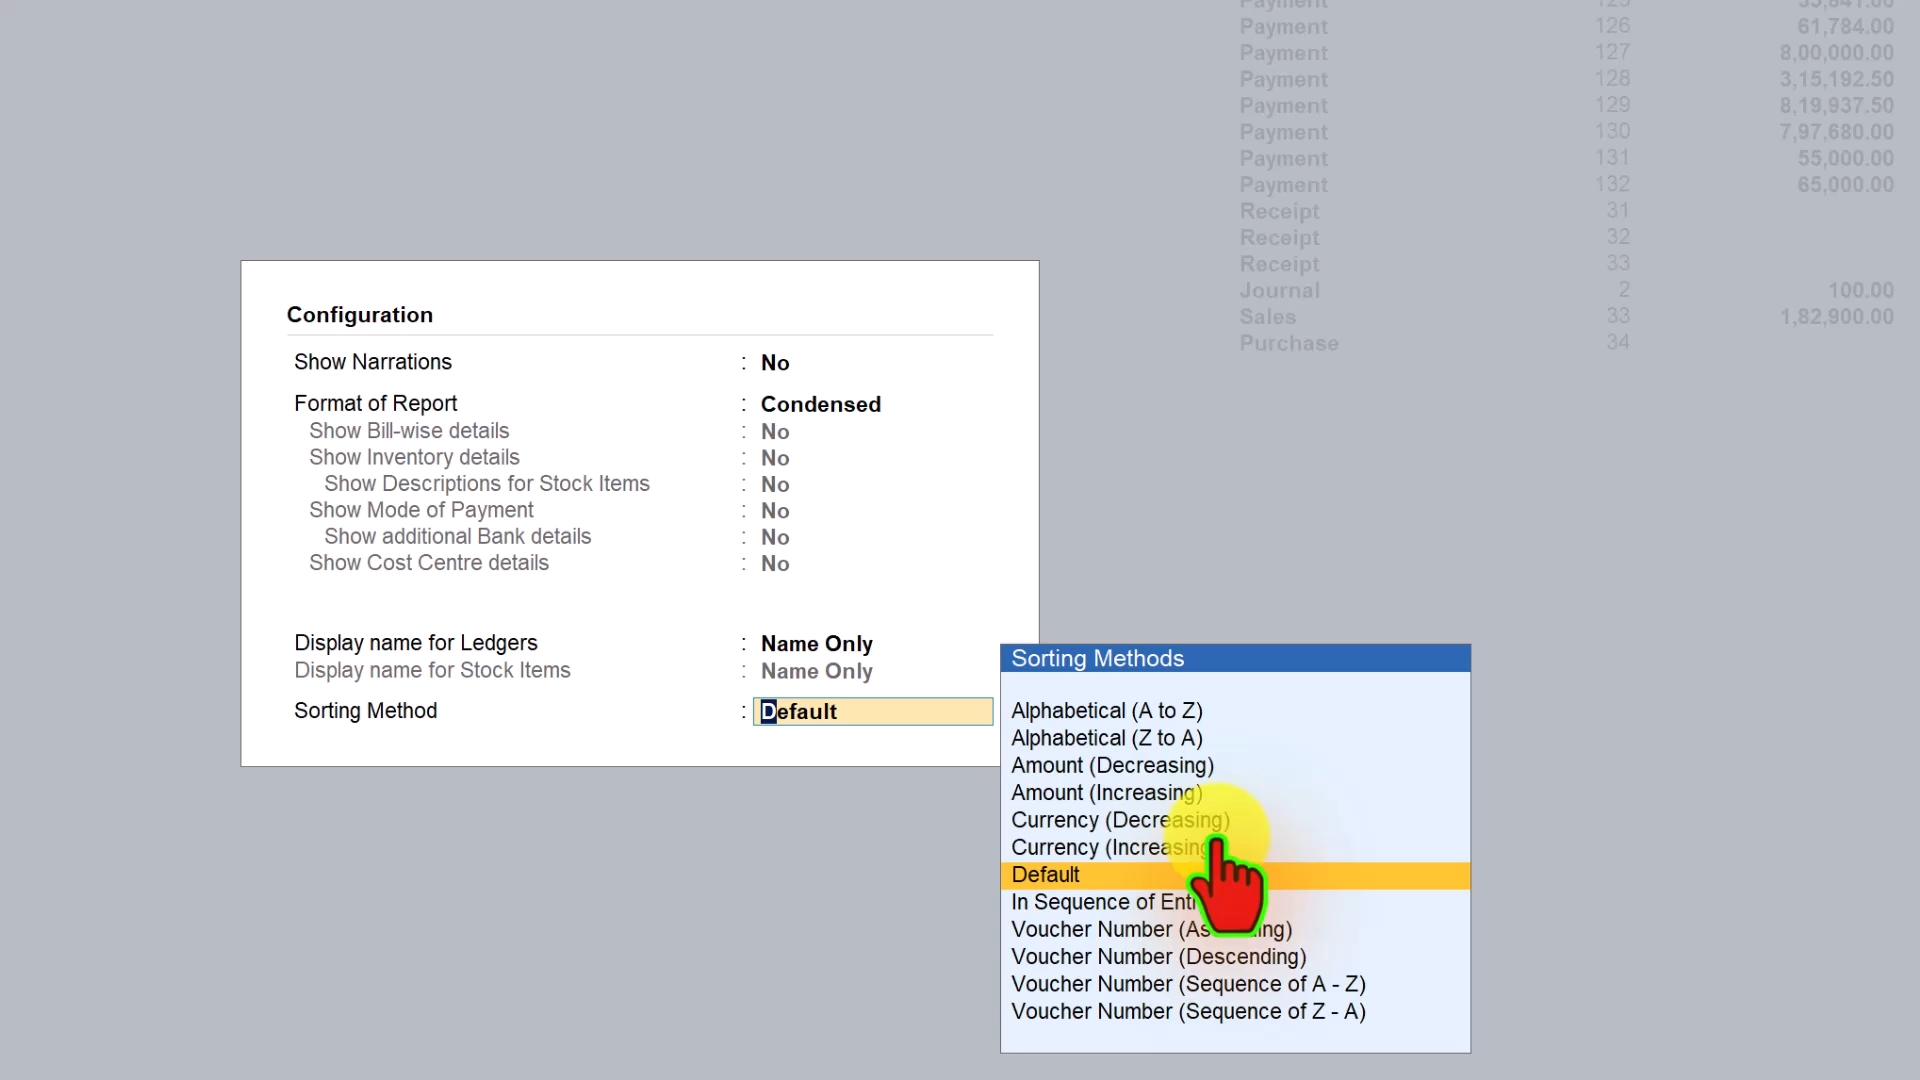 Payment 126 61,784.00
Payment 127 8,00,000.00
Payment 128 3,15,192.50
Payment 129 8,19,937.50
Payment 130 7,97,680.00
Payment 131 55,000.00
Payment 132 65,000.00
Receipt 31
Receipt 32
Receipt 33
Journal 2 100.00
Sales 33 1,82,900.00
Purchase 34
Configuration
Show Narrations : No
Format of Report : Condensed
Show Bill-wise details : No
Show Inventory details : No
Show Descriptions for Stock Items : No
Show Mode of Payment : No
Show additional Bank details : No
Show Cost Centre details : No
Display name for Ledgers : Name Only
Display name for Stock Items : Name Only
Sorting Method : Default
Sorting Methods
Alphabetical (A to Z)
Alphabetical (Z to A)
Amount (Decreasing)
Amount (Increasing)
Currency (Decreasing)
Currency (Increasing
Default
In Sequence of
Voucher Number
Voucher Number (Descending)
Voucher Number (Sequence of A - Z)
Voucher Number (Sequence of Z - A)